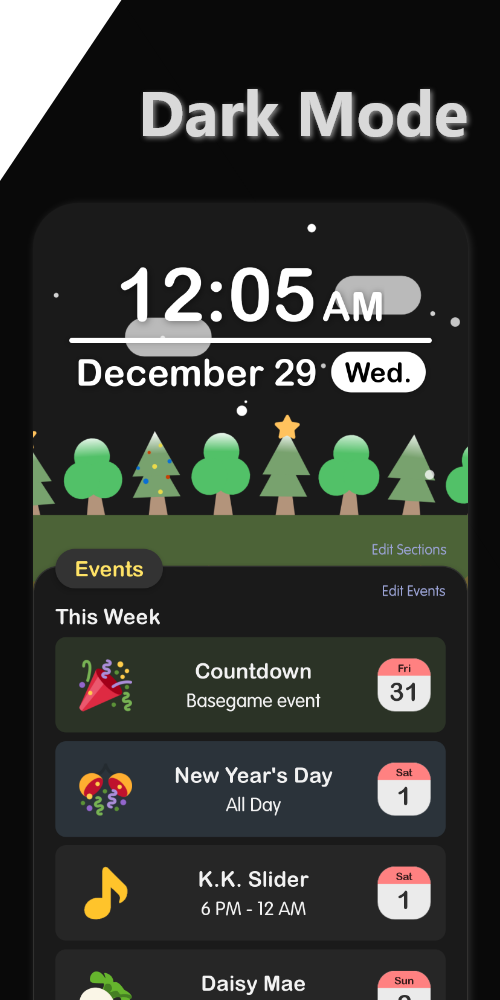 Dark Mode
12:05 AM
December 29 Wed.
Edit Sections
Events
Edit Events
This Week
Countdown
Basegame event
Fri
31
New Year's Day
All Day
Sat
1
K.K. Slider
6 PM - 12 AM
Sat
1
Daisy Mae
Sun